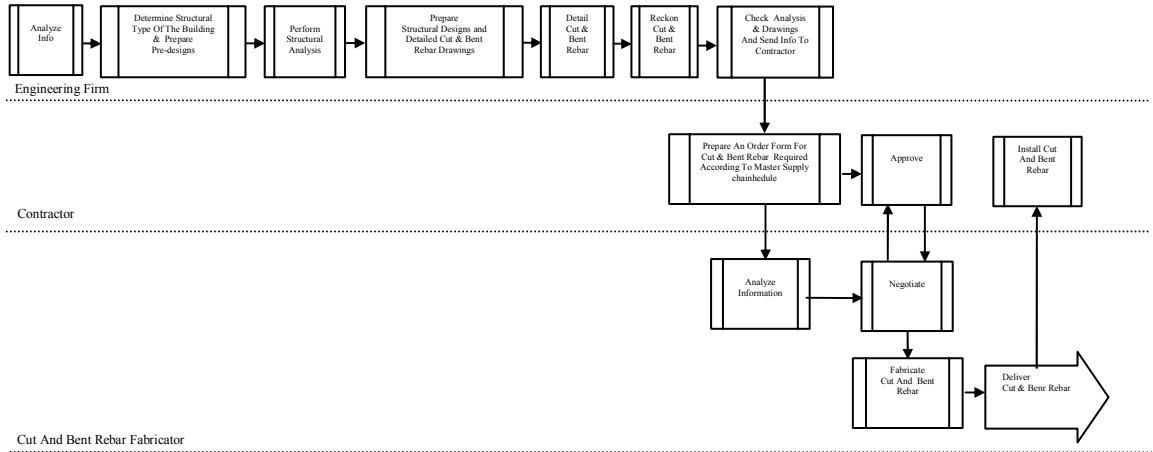 Analyze
Info
Determine Structural
Type Of The Building
& Prepare
Pre-designs
Perform
Structural
Analysis
Prepare
Structural Designs and
Detailed Cut & Bent
Rebar Drawings
Detail
Cut &
Bent
Rebar
Reckon
Cut &
Bent
Rebar
Check Analysis
& Drawings
And Send Info To
Contractor
Engineering Firm
Prepare An Order Form For
Cut & Bent Rebar Required
According To Master Supply
chainhedule
Approve
Install Cut
And Bent
Rebar
Contractor
Analyze
Information
Negotiate
Fabricate
Cut And Bent
Rebar
Deliver
Cut & Benr Rebar
Cut And Bent Rebar Fabricator